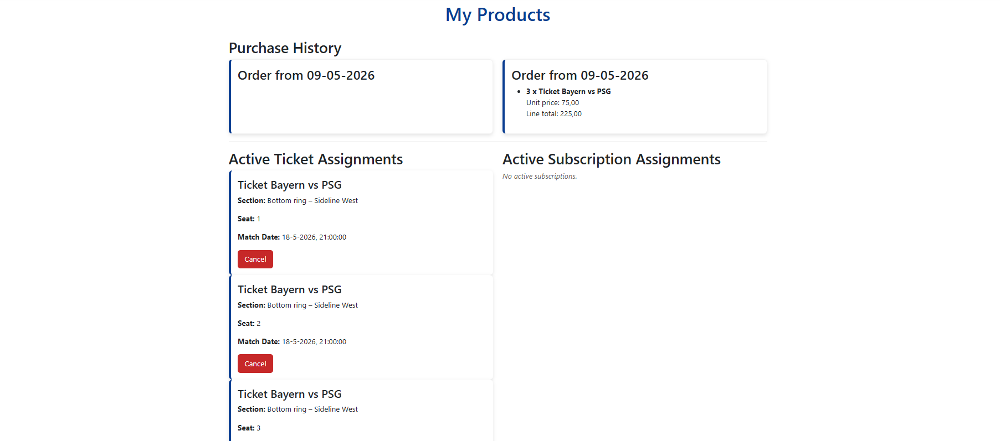 My Products
Purchase History
Order from 09-05-2026
Order from 09-05-2026
3 x Ticket Bayern vs PSG
Unit price: 75,00
Line total: 225,00
Active Ticket Assignments
Ticket Bayern vs PSG
Section: Bottom ring – Sideline West
Seat: 1
Match Date: 18-5-2026, 21:00:00
Cancel
Ticket Bayern vs PSG
Section: Bottom ring – Sideline West
Seat: 2
Match Date: 18-5-2026, 21:00:00
Cancel
Ticket Bayern vs PSG
Section: Bottom ring – Sideline West
Seat: 3
Active Subscription Assignments
No active subscriptions.